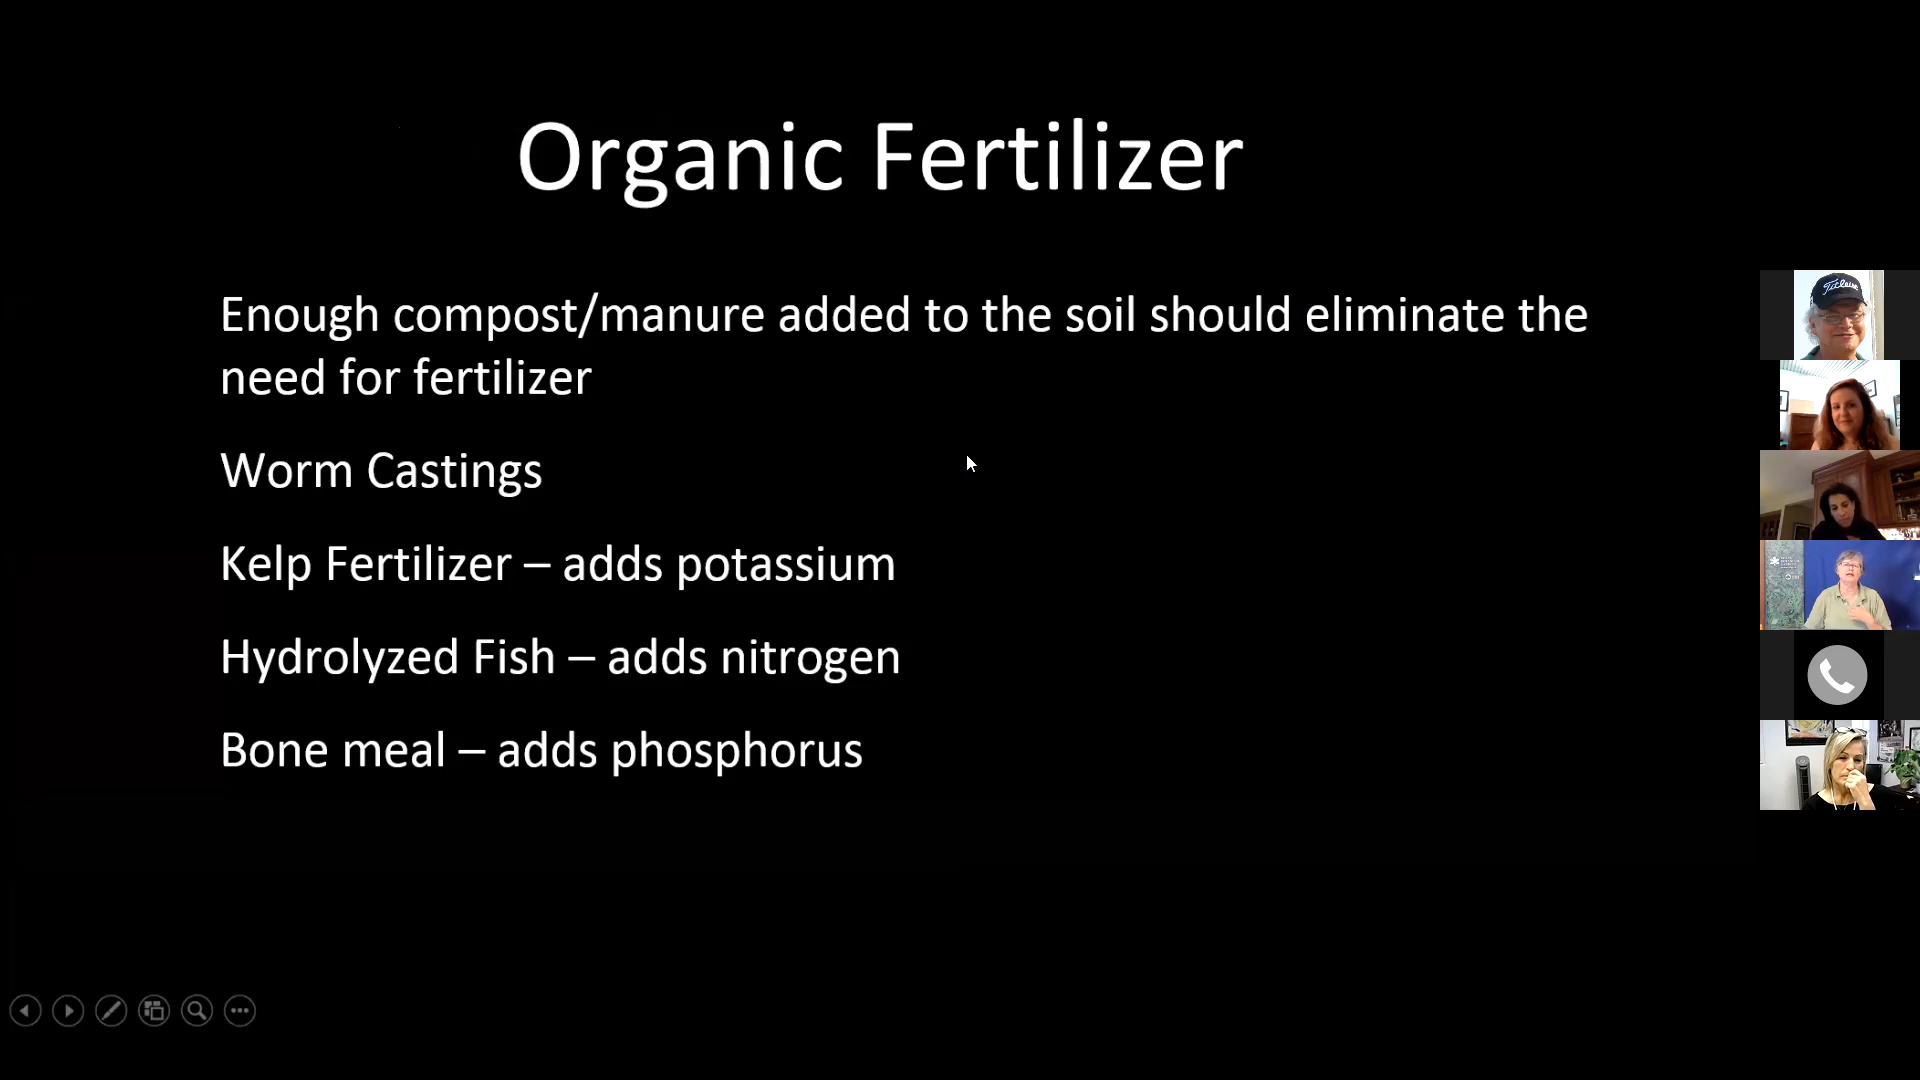 Organic Fertilizer
Enough compost/manure added to the soil should eliminate the
need for fertilizer
Worm Castings
Kelp Fertilizer – adds potassium
Hydrolyzed Fish – adds nitrogen
Bone meal – adds phosphorus
Titleist